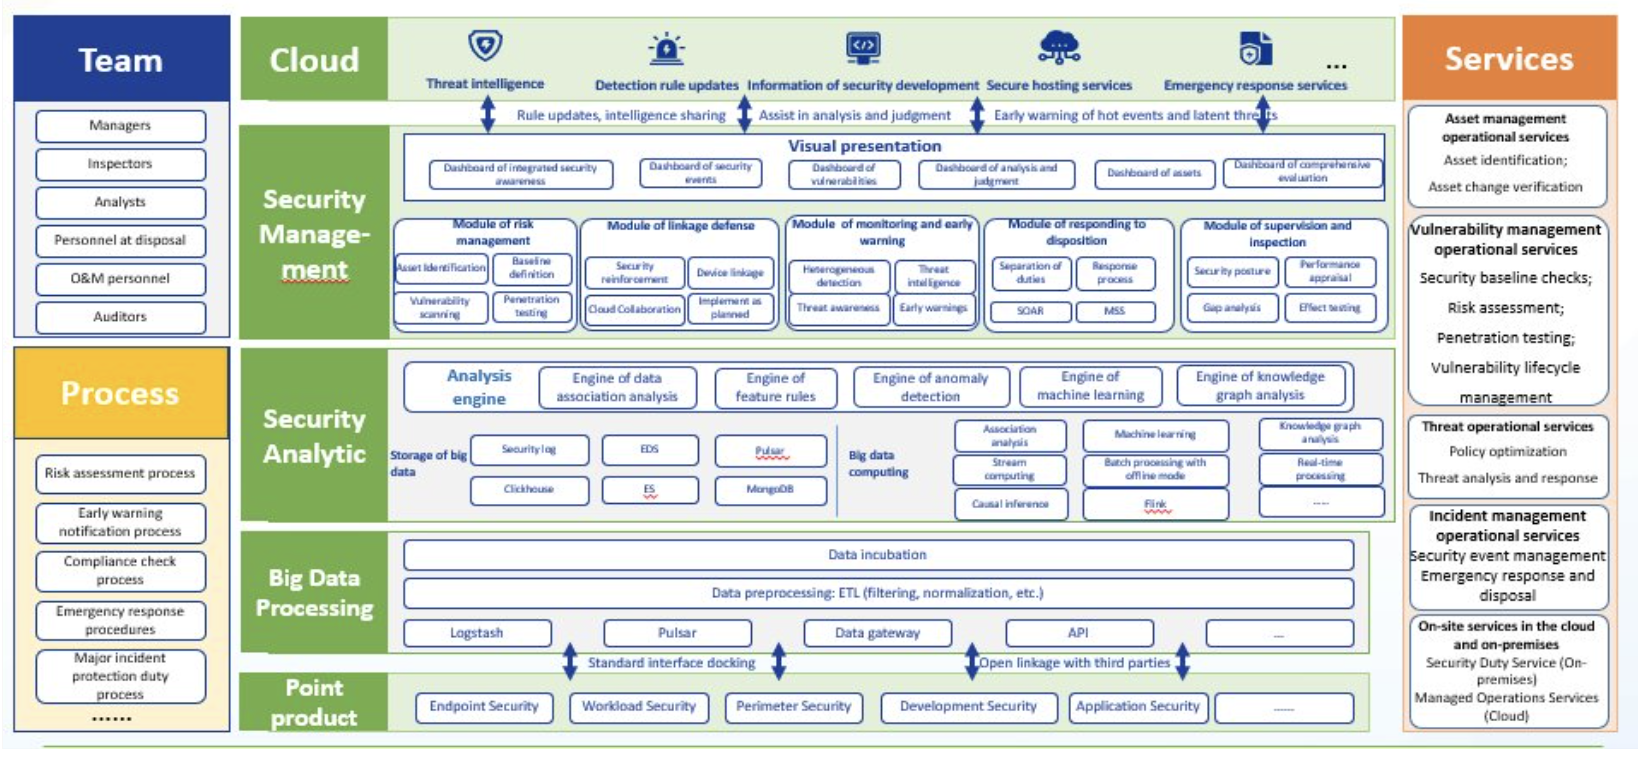 Team
Managers
Inspectors
Analysts
Personnel at disposal
O&M personnel
Auditors
Process
Risk assessment process
Early warning
notification process
Compliance check
process
Emergency response
procedures
Major incident
protection duty
process
......
Cloud
Threat intelligence
Detection rule updates
Information of security development
Secure hosting services
Emergency response services
...
Rule updates, intelligence sharing
Assist in analysis and judgment
Early warning of hot events and latent threats
Security
Manage-
ment
Visual presentation
Dashboard of integrated security
awareness
Dashboard of security
events
Dashboard of
vulnerabilities
Dashboard of analysis and
judgment
Dashboard of assets
Dashboard of comprehensive
evaluation
Module of risk
management
Asset Identification
Baseline
definition
Vulnerability
scanning
Penetration
testing
Module of linkage defense
Security
reinforcement
Device linkage
Cloud Collaboration
Implement as
planned
Module of monitoring and early
warning
Heterogeneous
detection
Threat
intelligence
Threat awareness
Early warnings
Module of responding to
disposition
Separation of
duties
Response
process
SOAR
MSS
Module of supervision and
inspection
Security posture
Performance
appraisal
Gap analysis
Effect testing
Security
Analytic
Analysis
engine
Engine of data
association analysis
Engine of
feature rules
Engine of anomaly
detection
Engine of
machine learning
Engine of knowledge
graph analysis
Storage of big
data
Security log
EDS
Pulsar
Clickhouse
ES
MongoDB
Big data
computing
Association
analysis
Machine learning
Knowledge graph
analysis
Stream
computing
Batch processing with
offline mode
Real-time
processing
Causal inference
Flink
......
Big Data
Processing
Data incubation
Data preprocessing: ETL (filtering, normalization, etc.)
Logstash
Pulsar
Data gateway
API
...
Standard interface docking
Open linkage with third parties
Point
product
Endpoint Security
Workload Security
Perimeter Security
Development Security
Application Security
......
Services
Asset management
operational services
Asset identification;
Asset change verification
Vulnerability management
operational services
Security baseline checks;
Risk assessment;
Penetration testing;
Vulnerability lifecycle
management
Threat operational services
Policy optimization
Threat analysis and response
Incident management
operational services
Security event management
Emergency response and
disposal
On-site services in the cloud
and on-premises
Security Duty Service (On-
premises)
Managed Operations Services
(Cloud)